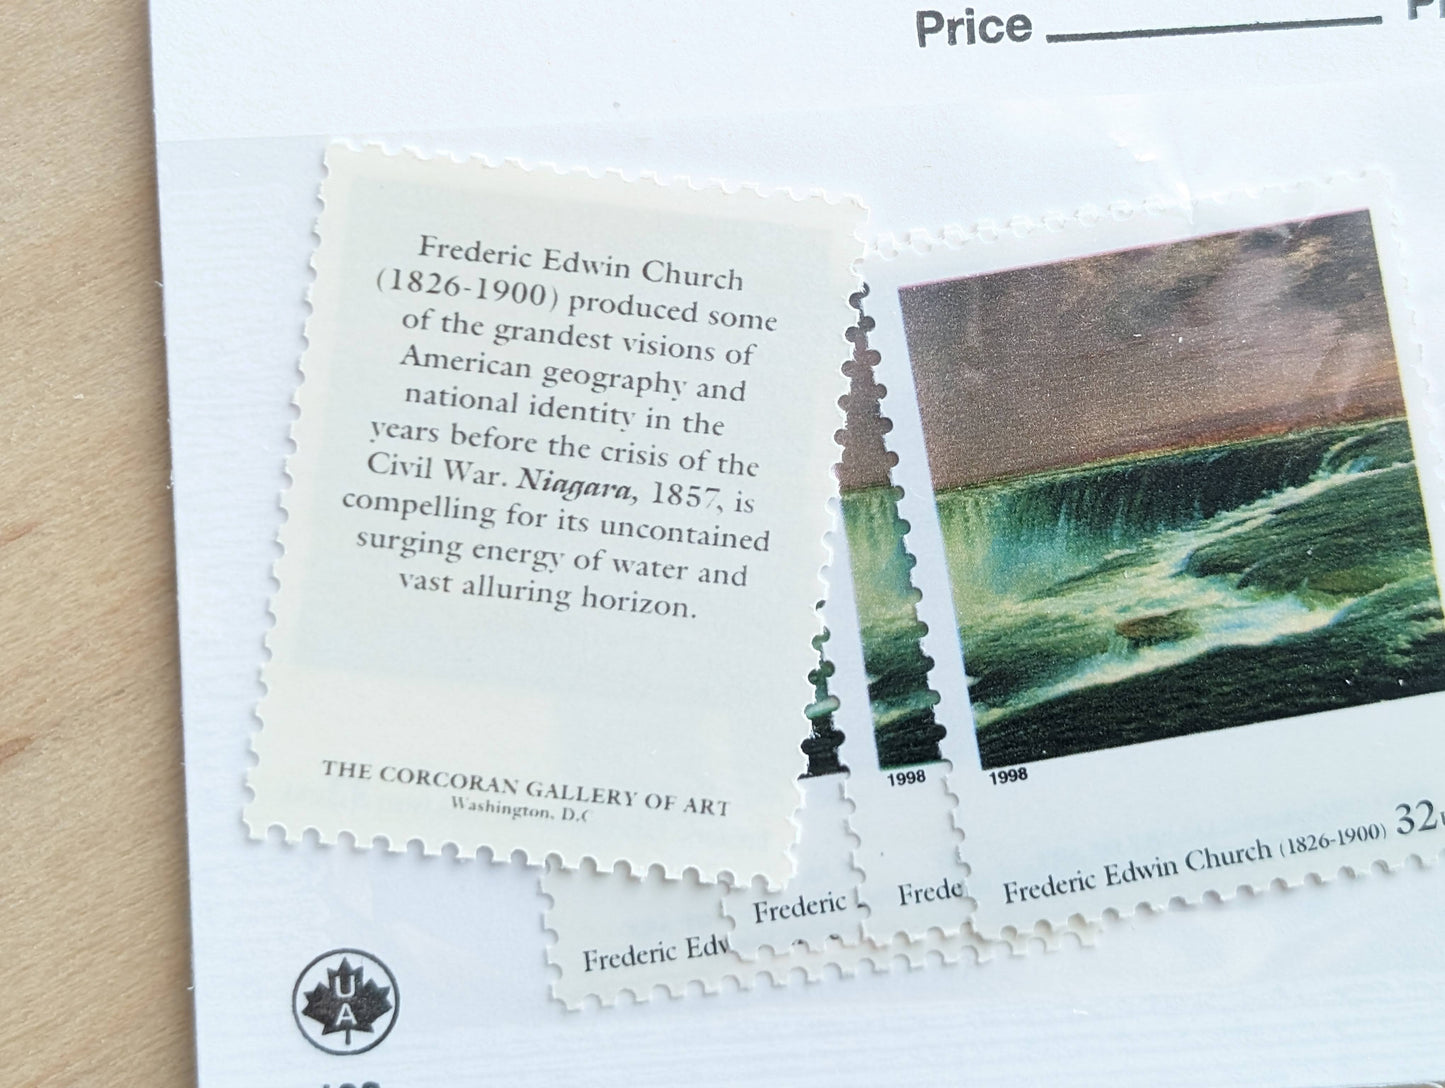 Price
Frederic Edwin Church
(1826-1900) produced some
of the grandest visions of
American geography and
national identity in the
years before the crisis of the
Civil War. Niagara, 1857, is
compelling for its uncontained
surging energy of water and
vast alluring horizon.
THE CORCORAN GALLERY OF ART
Washington, D.C
1998
1998
Frederic Edwin Church (1826-1900) 32
Frede
Frederic
Frederic Edw
U
A